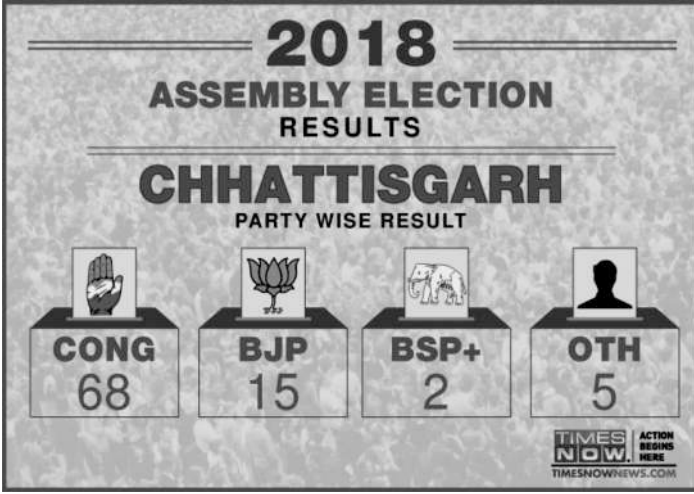 2018
ASSEMBLY ELECTION
RESULTS
CHHATTISGARH
PARTY WISE RESULT
CONG
68
BJP
15
BSP+
2
OTH
5
TIMES
NOW.
ACTION
BEGINS
HERE
TIMESNOWNEWS.COM